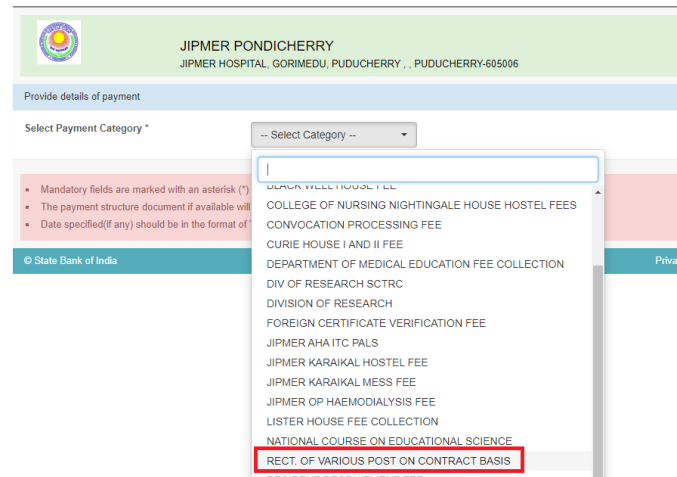 JIPMER PONDICHERRY
JIPMER HOSPITAL, GORIMEDU, PUDUCHERRY , , PUDUCHERRY-605006
Provide details of payment
Select Payment Category *
-- Select Category --
Mandatory fields are marked with an asterisk (*)
The payment structure document if available will
Date specified(if any) should be in the format of '
BLACK WELL HOUSE FEE
COLLEGE OF NURSING NIGHTINGALE HOUSE HOSTEL FEES
CONVOCATION PROCESSING FEE
CURIE HOUSE I AND II FEE
DEPARTMENT OF MEDICAL EDUCATION FEE COLLECTION
DIV OF RESEARCH SCTRC
DIVISION OF RESEARCH
FOREIGN CERTIFICATE VERIFICATION FEE
JIPMER AHA ITC PALS
JIPMER KARAIKAL HOSTEL FEE
JIPMER KARAIKAL MESS FEE
JIPMER OP HAEMODIALYSIS FEE
LISTER HOUSE FEE COLLECTION
NATIONAL COURSE ON EDUCATIONAL SCIENCE
RECT. OF VARIOUS POST ON CONTRACT BASIS
© State Bank of India
Priva